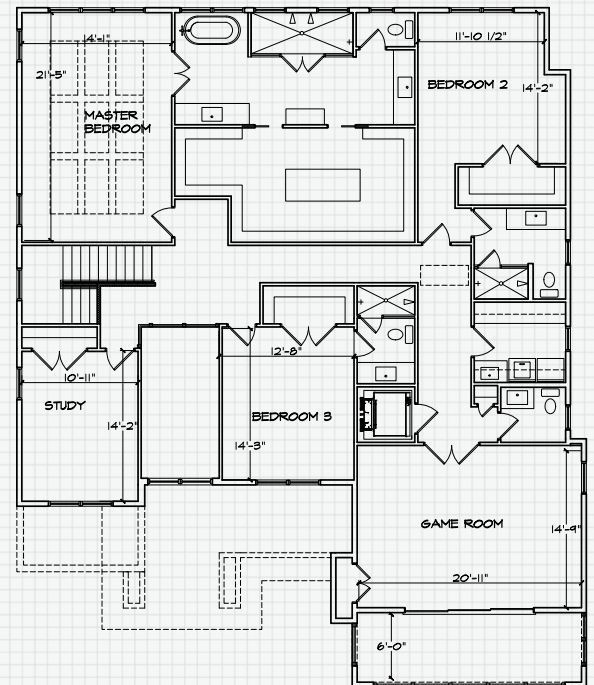 14'-1"
11'-10 1/2"
21'-5"
BEDROOM 2
14'-2"
MASTER
BEDROOM
12'-8"
10'-11"
STUDY
14'-2"
BEDROOM 3
14'-3"
GAME ROOM
14'-9"
20'-11"
6'-0"